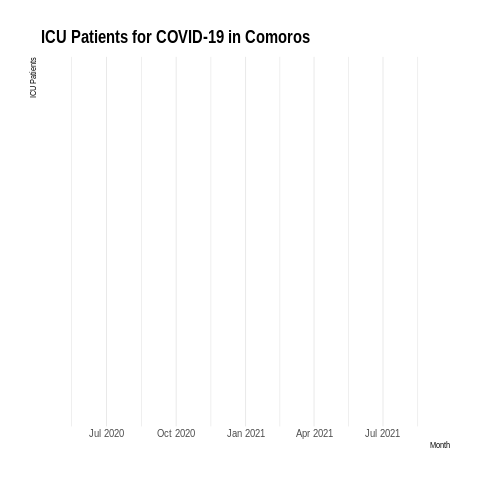 ICU Patients for COVID-19 in Comoros
ICU Patients
Jul 2020 Oct 2020 Jan 2021 Apr 2021 Jul 2021
Month